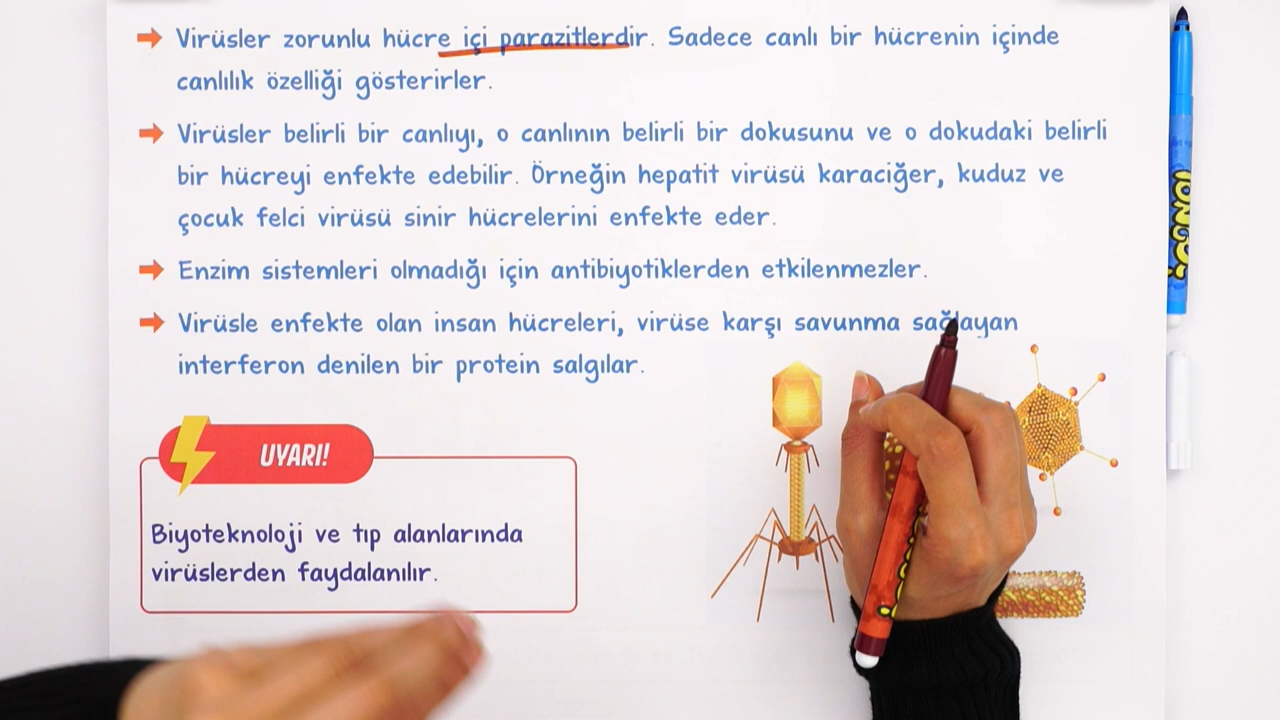 Virüsler zorunlu hücre içi parazitlerdir. Sadece canlı bir hücrenin içinde
canlılık özelliği gösterirler.
Virüsler belirli bir canlıyı, o canlının belirli bir dokusunu ve o dokudaki belirli
bir hücreyi enfekte edebilir. Örneğin hepatit virüsü karaciğer, kuduz ve
çocuk felci virüsü sinir hücrelerini enfekte eder.
Enzim sistemleri olmadığı için antibiyotiklerden etkilenmezler.
Virüsle enfekte olan insan hücreleri, virüse karşı savunma sağlayan
interferon denilen bir protein salgılar.
UYARI!
Biyoteknoloji ve tıp alanlarında
virüslerden faydalanılır.